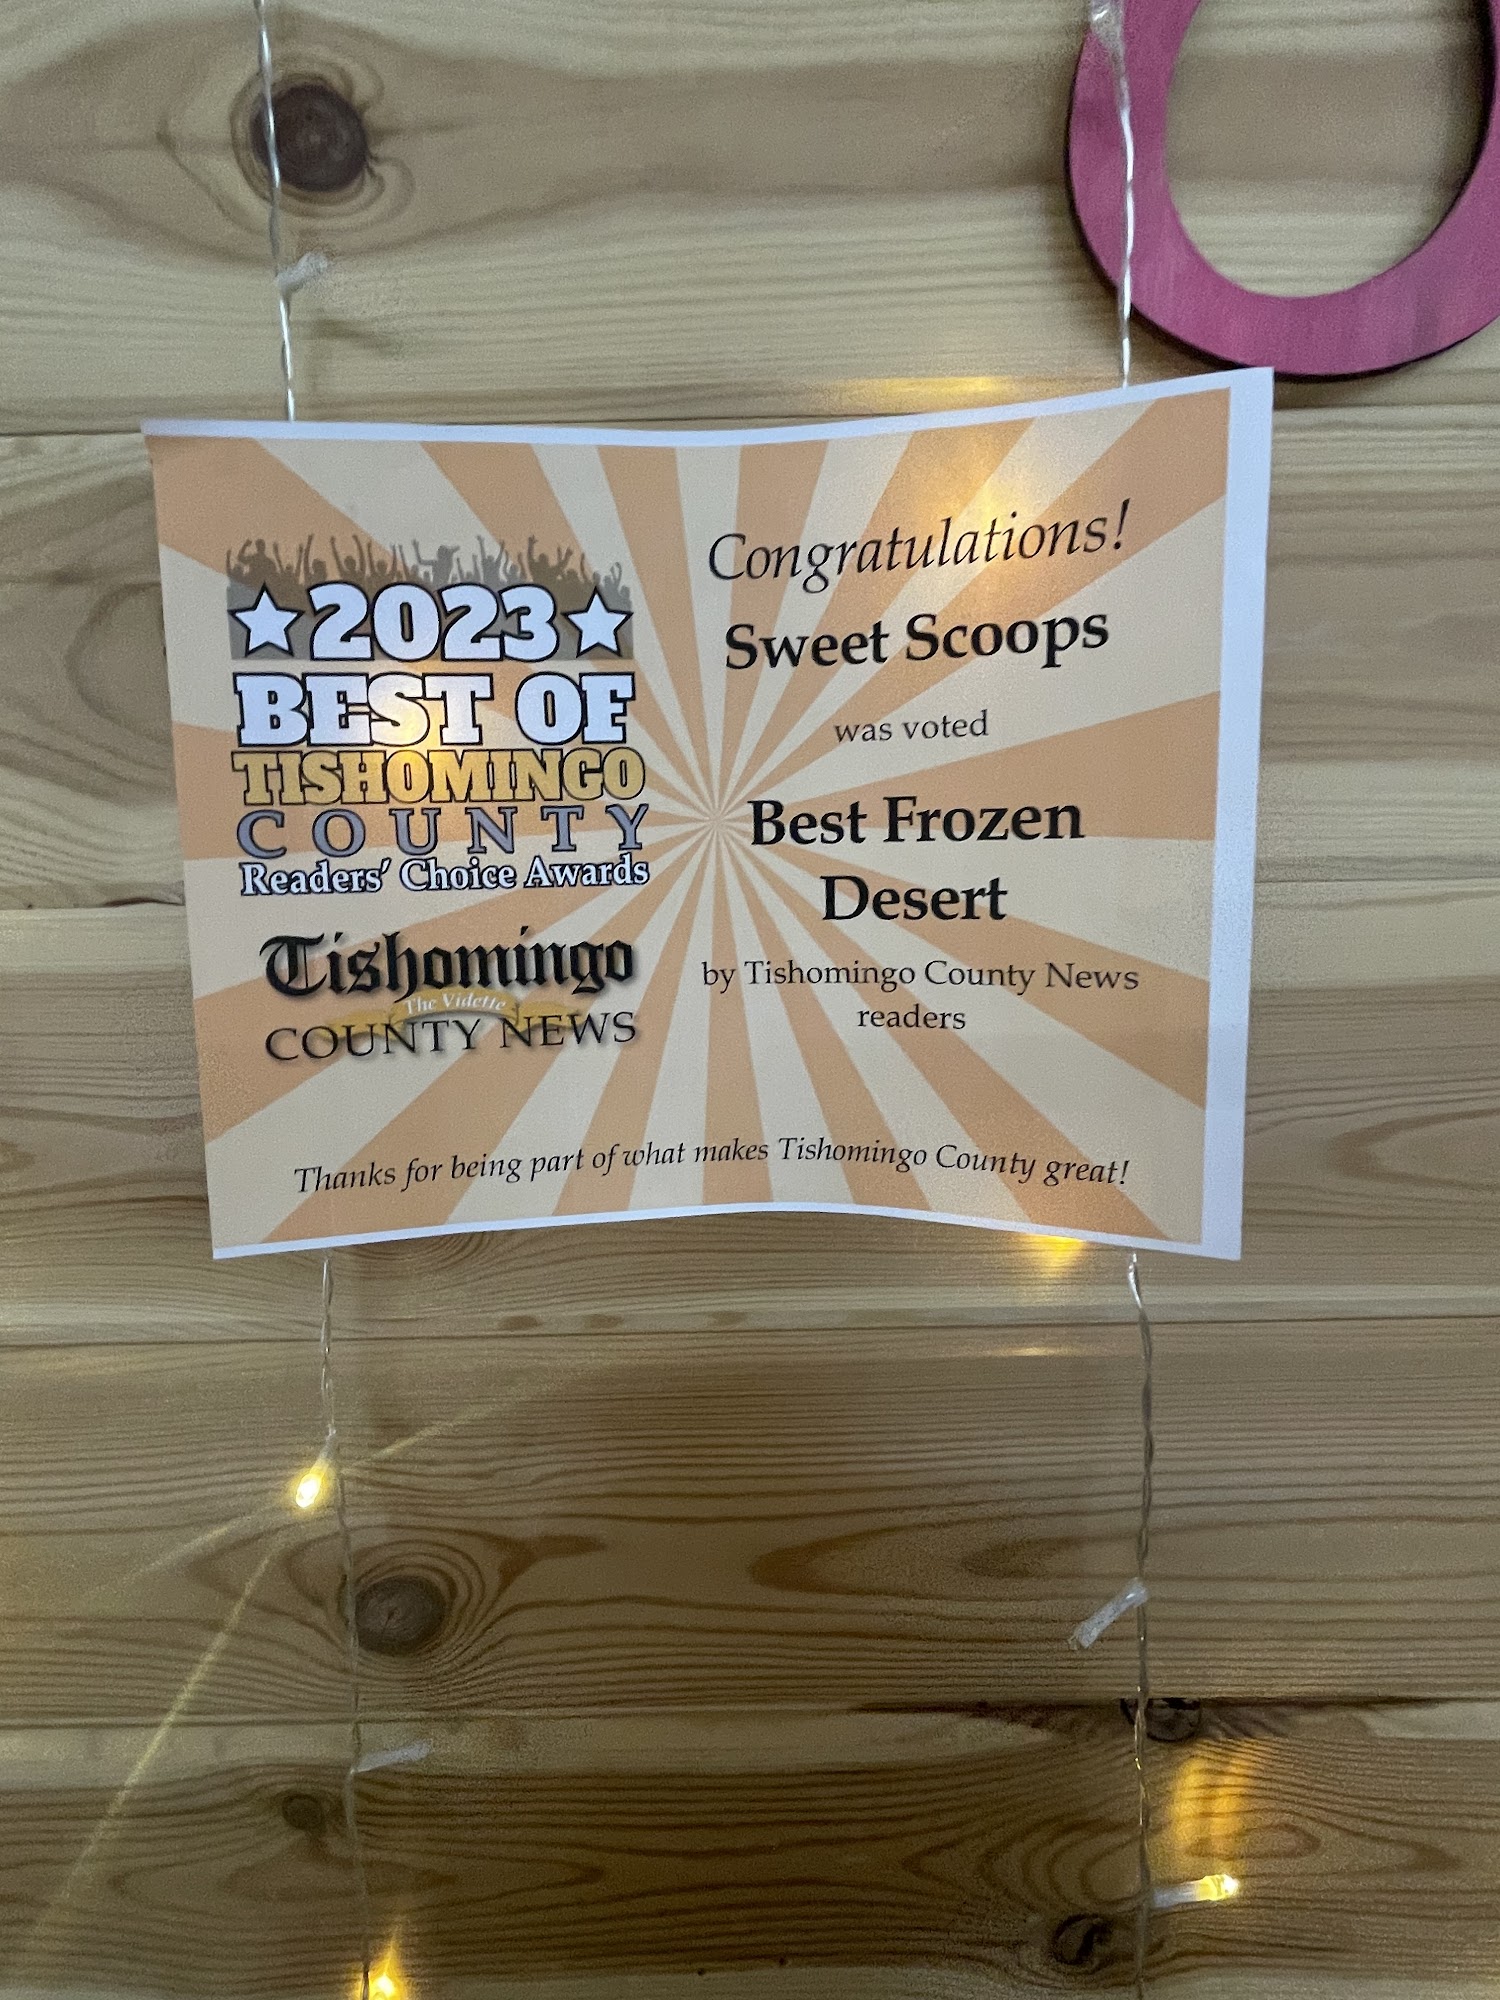 2023
BEST OF
TISHOMINGO
COUNTY
Readers' Choice Awards
Tishomingo
The Vidette
COUNTY NEWS
Congratulations!
Sweet Scoops
was voted
Best Frozen
Desert
by Tishomingo County News
readers
Thanks for being part of what makes Tishomingo County great!